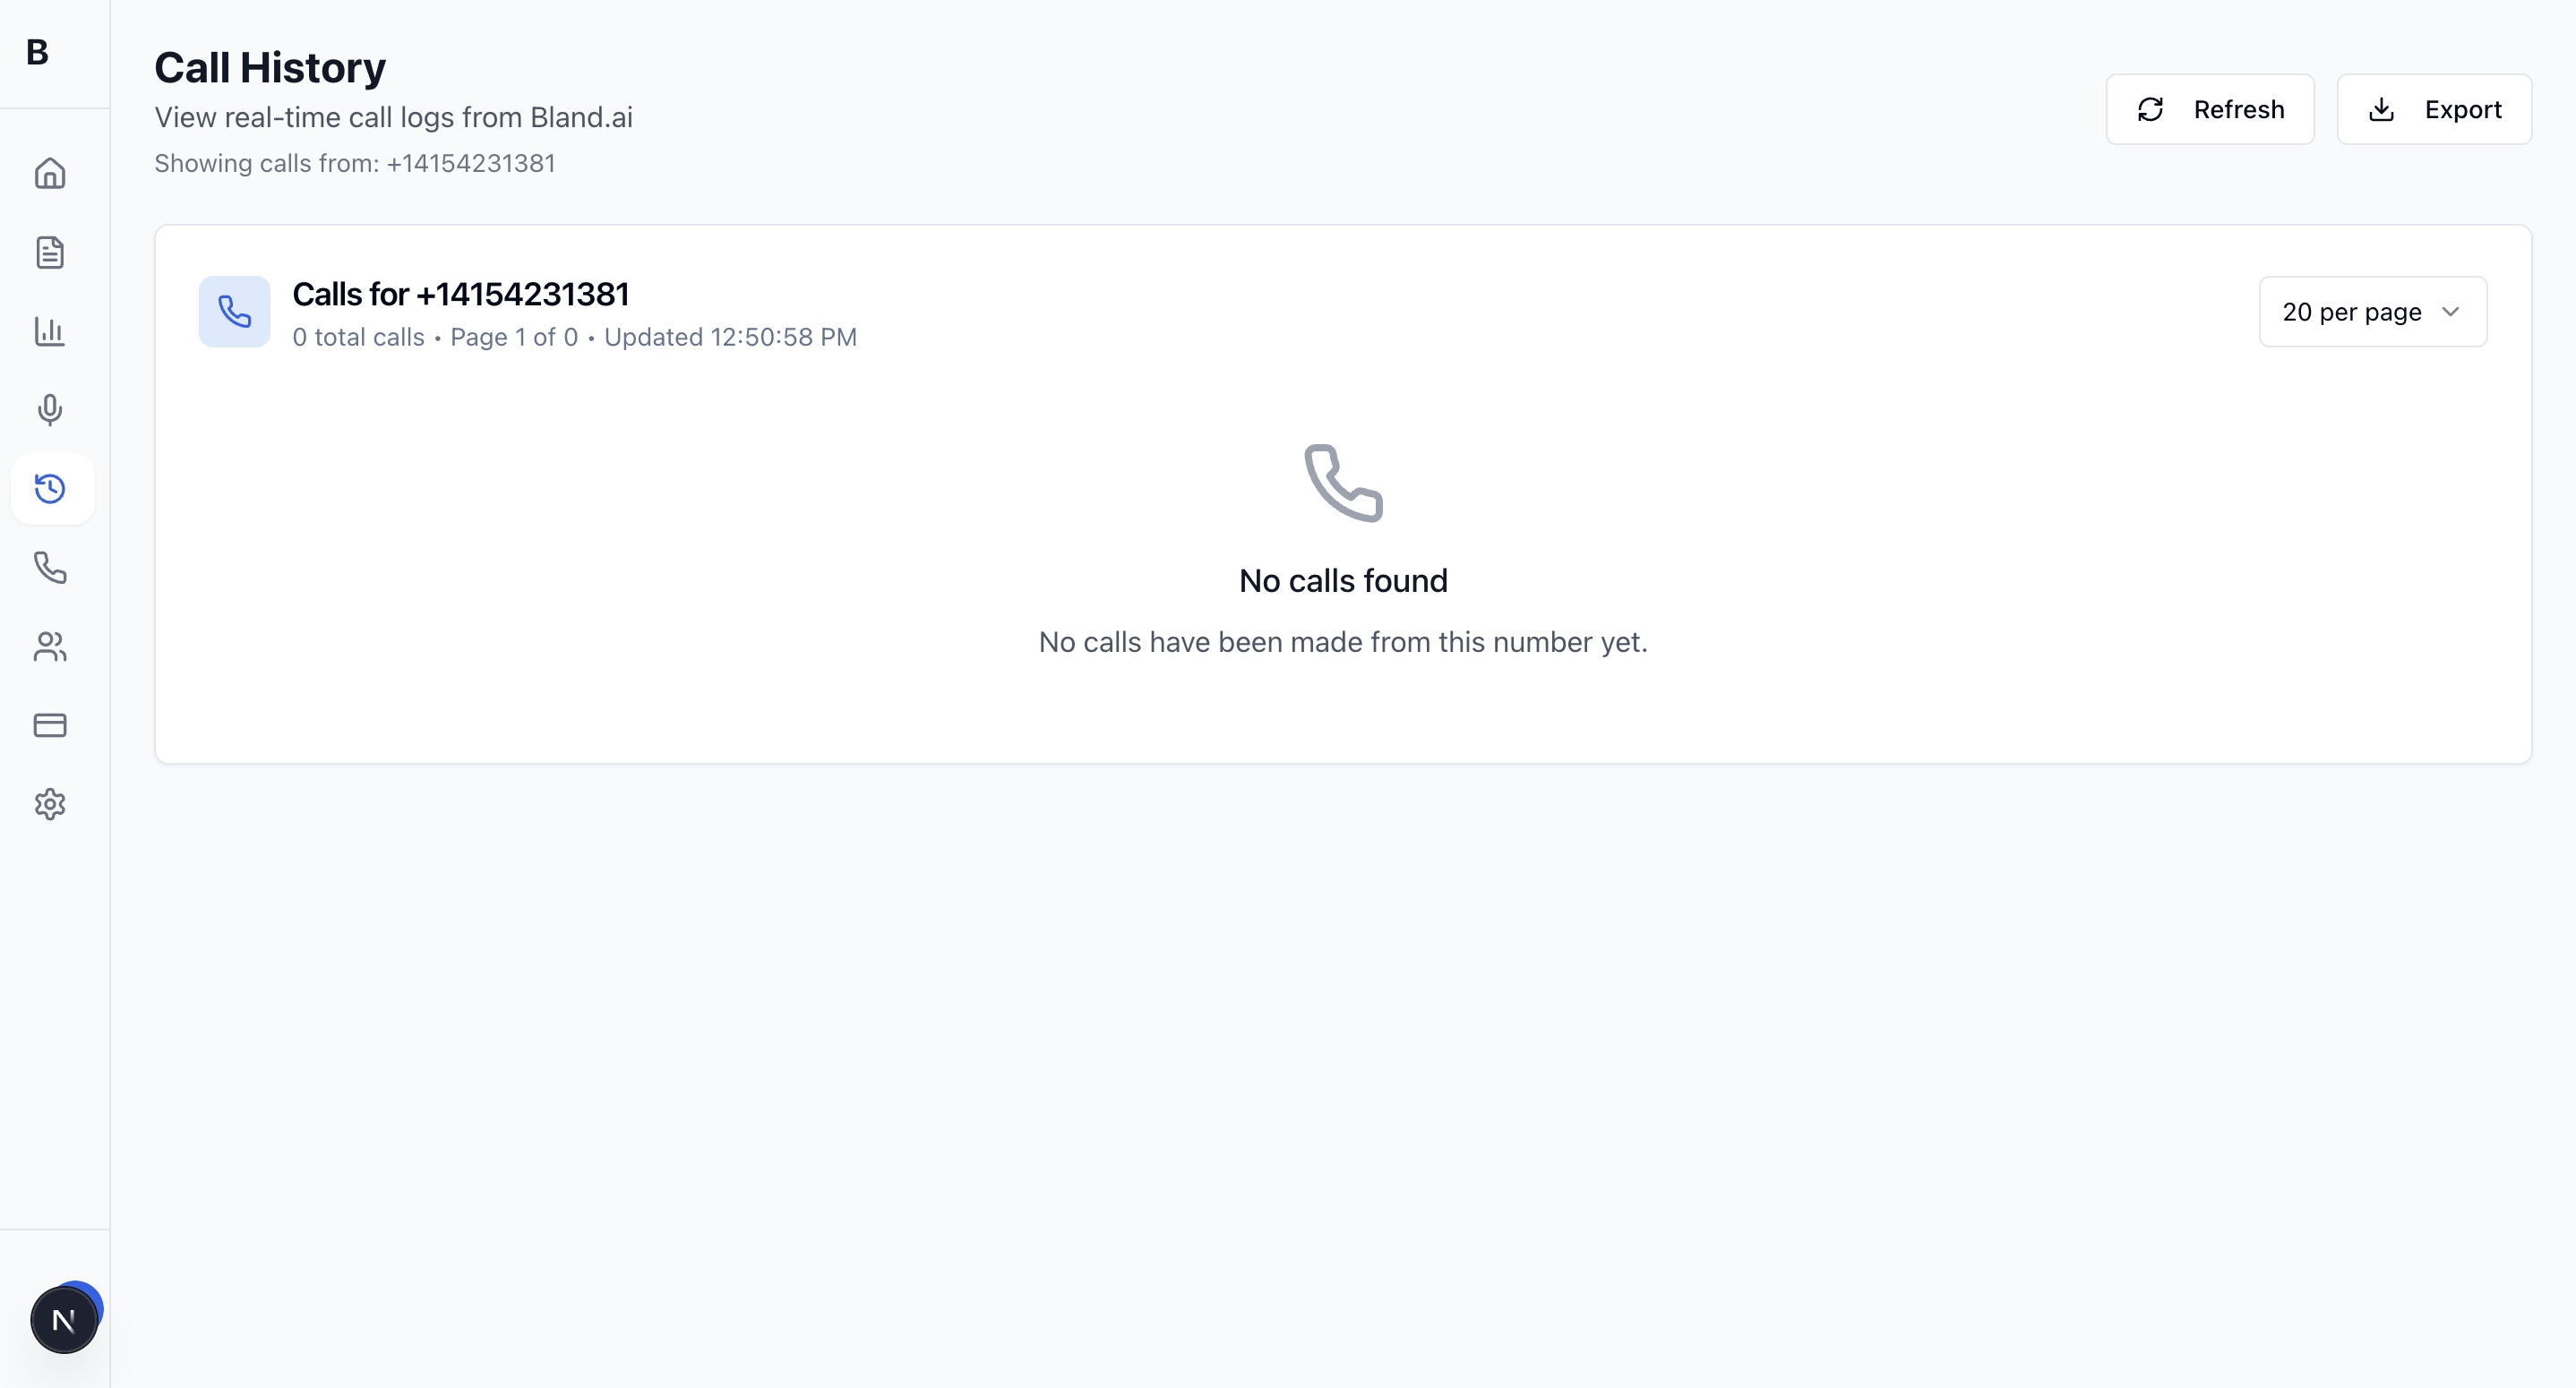 B
Call History
View real-time call logs from Bland.ai
Showing calls from: +14154231381
Refresh
Export
Calls for +14154231381
0 total calls • Page 1 of 0 • Updated 12:50:58 PM
20 per page
No calls found
No calls have been made from this number yet.
N